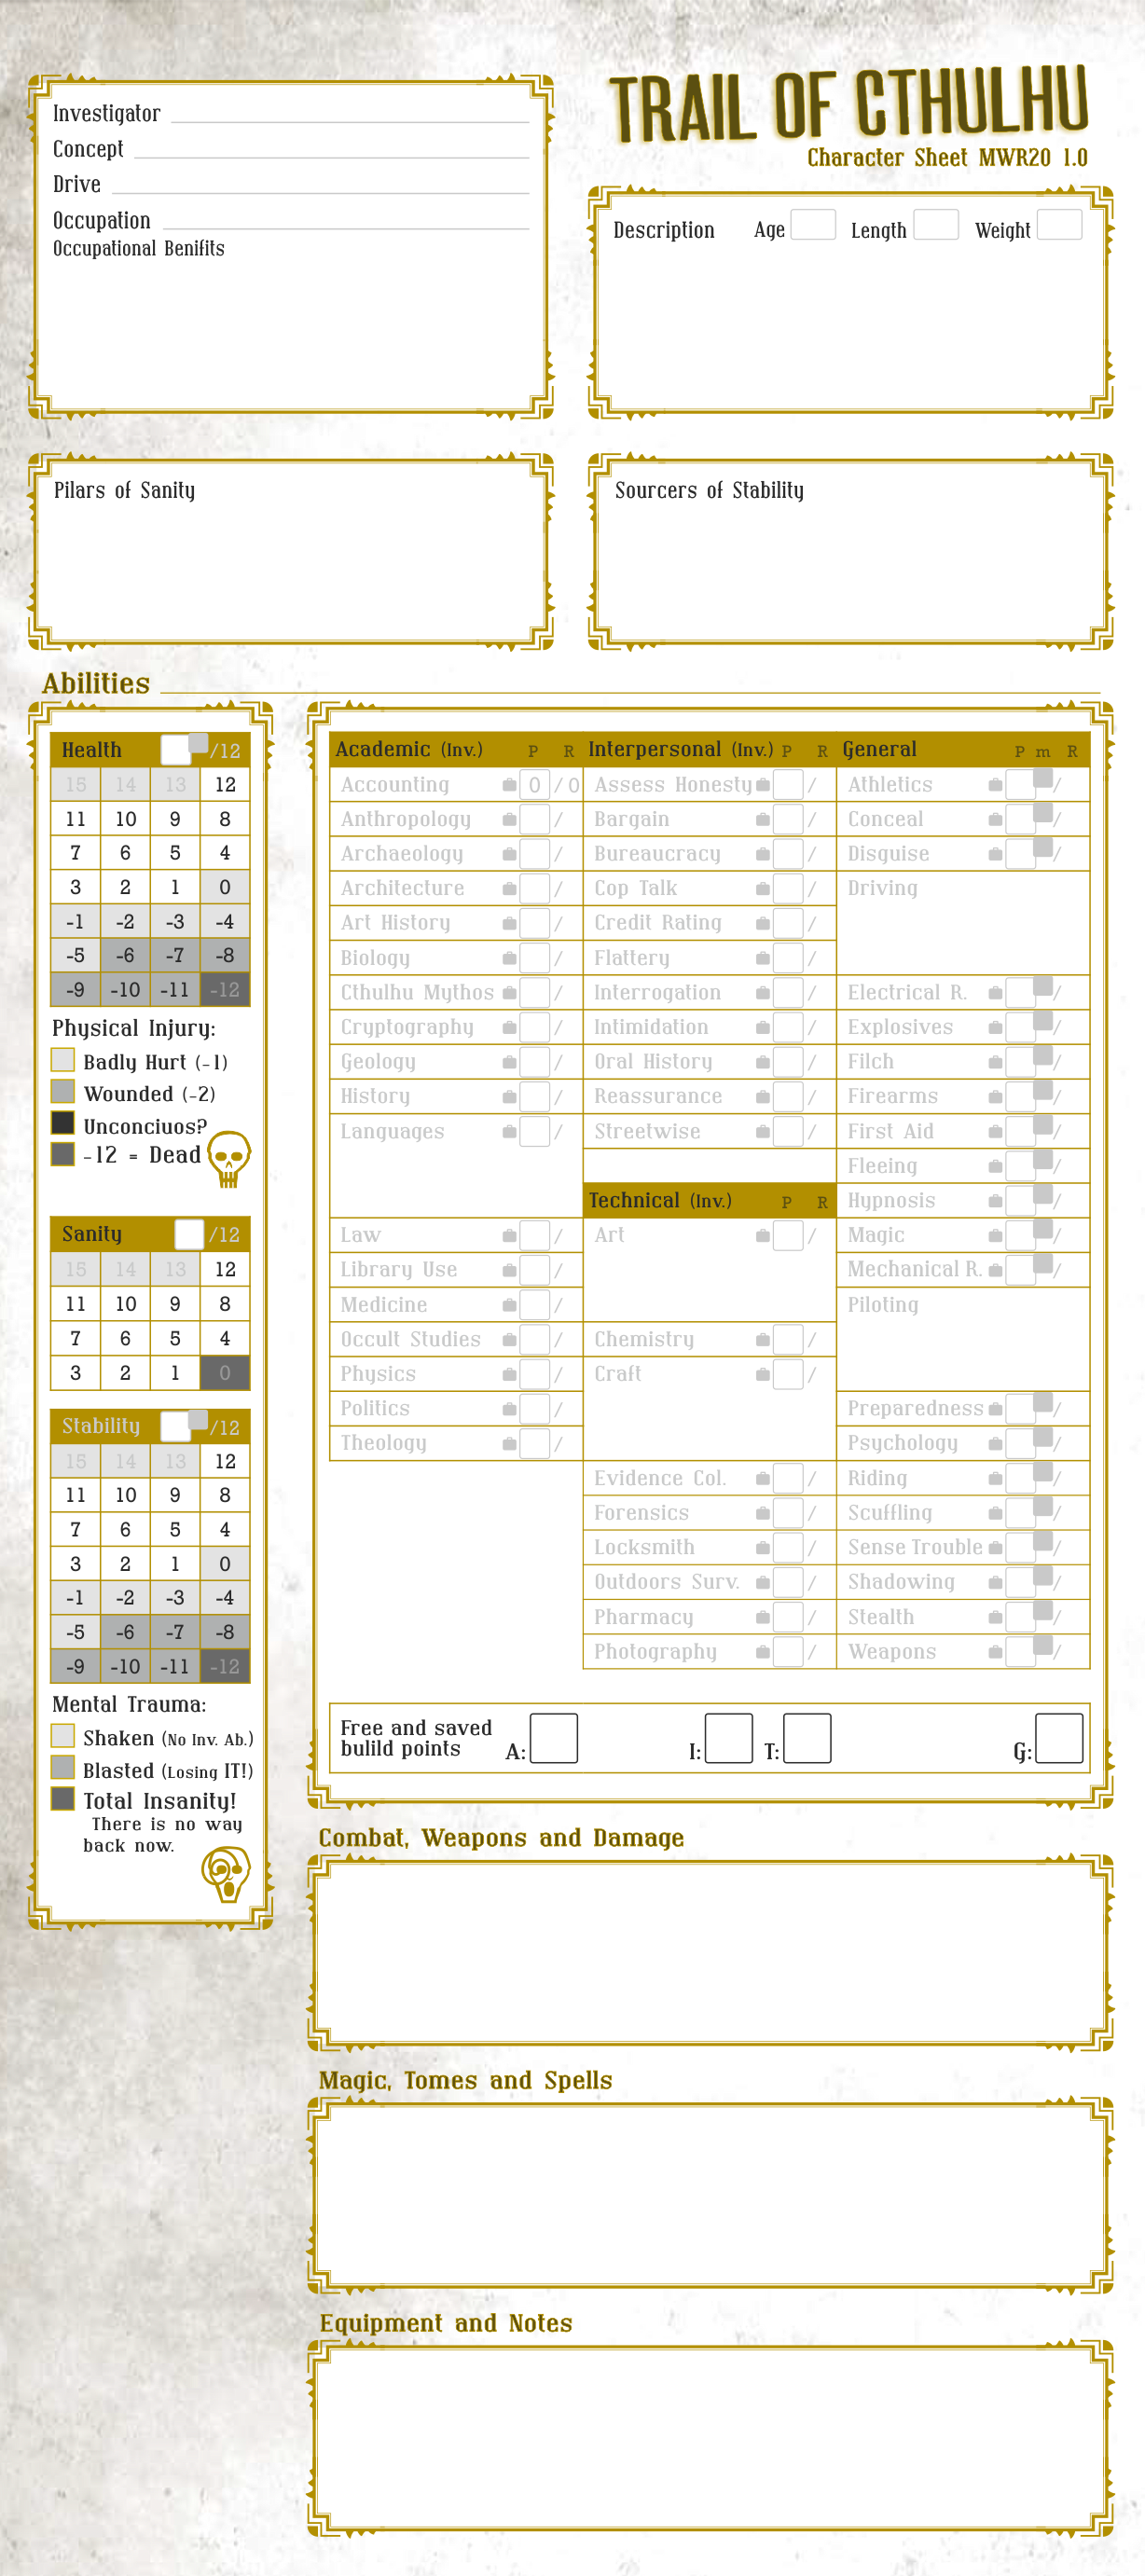 TRAIL OF CTHULHU
Character Sheet MWR20 1.0
Investigator
Concept
Drive
Occupation
Occupational Benifits
Description Age Length Weight
Pilars of Sanity
Sourcers of Stability
Abilities
Health /12
15 14 13 12
11 10 9 8
7 6 5 4
3 2 1 0
-1 -2 -3 -4
-5 -6 -7 -8
-9 -10 -11 -12
Physical Injury:
Badly Hurt (-1)
Wounded (-2)
Unconciuos?
-12 = Dead
Sanity /12
15 14 13 12
11 10 9 8
7 6 5 4
3 2 1 0
Stability /12
15 14 13 12
11 10 9 8
7 6 5 4
3 2 1 0
-1 -2 -3 -4
-5 -6 -7 -8
-9 -10 -11 -12
Mental Trauma:
Shaken (No Inv. Ab.)
Blasted (Losing IT!)
Total Insanity!
There is no way
back now.
Academic (Inv.) P R
Accounting 0 / 0
Anthropology /
Archaeology /
Architecture /
Art History /
Biology /
Cthulhu Mythos /
Cryptography /
Geology /
History /
Languages /
Law /
Library Use /
Medicine /
Occult Studies /
Physics /
Politics /
Theology /
Interpersonal (Inv.) P R
Assess Honesty /
Bargain /
Bureaucracy /
Cop Talk /
Credit Rating /
Flattery /
Interrogation /
Intimidation /
Oral History /
Reassurance /
Streetwise /
Technical (Inv.) P R
Art /
Chemistry /
Craft /
Evidence Col. /
Forensics /
Locksmith /
Outdoors Surv. /
Pharmacy /
Photography /
General P m R
Athletics /
Conceal /
Disguise /
Driving
Electrical R. /
Explosives /
Filch /
Firearms /
First Aid /
Fleeing /
Hypnosis /
Magic /
Mechanical R. /
Piloting
Preparedness /
Psychology /
Riding /
Scuffling /
Sense Trouble /
Shadowing /
Stealth /
Weapons /
Free and saved
bulild points A: I: T: G:
Combat, Weapons and Damage
Magic, Tomes and Spells
Equipment and Notes